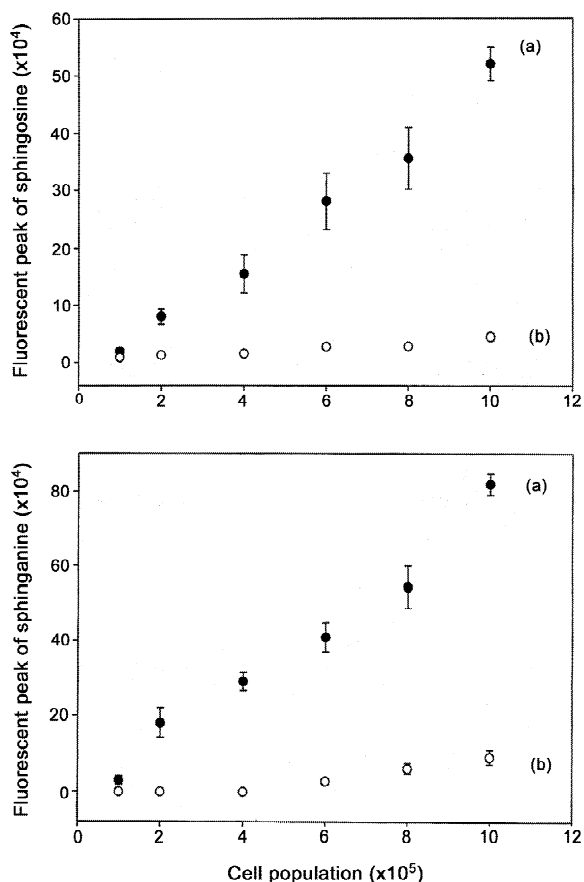 Fluorescent peak of sphingosine (x10⁴)
60
50
40
30
20
10
0
(a)
(b)
0 2 4 6 8 10 12
Fluorescent peak of sphinganine (x10⁴)
80
60
40
20
0
(a)
(b)
0 2 4 6 8 10 12
Cell population (x10⁵)